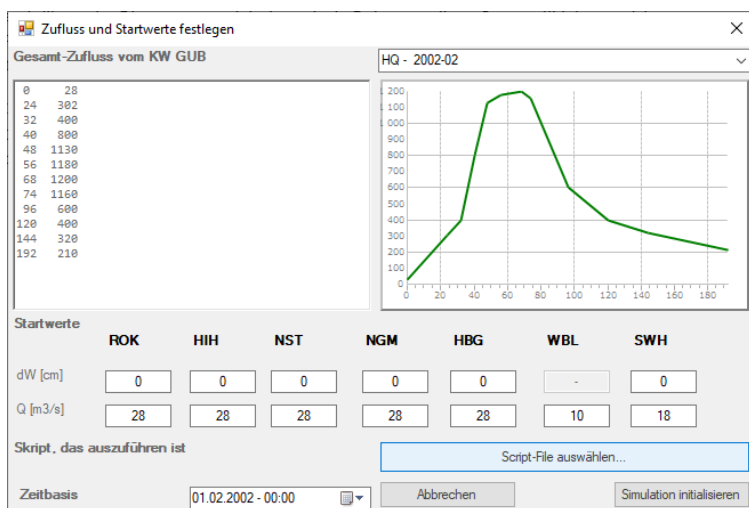 Zufluss und Startwerte festlegen
Gesamt-Zufluss vom KW GUB
HQ - 2002-02
0 28
24 302
32 400
40 800
48 1130
56 1180
68 1200
74 1160
96 600
120 400
144 320
192 210
1 200
1 100
1 000
900
800
700
600
500
400
300
200
100
0
0 20 40 60 80 100 120 140 160 180
Startwerte
ROK HIH NST NGM HBG WBL SWH
dW [cm] 0 0 0 0 0 - 0
Q [m3/s] 28 28 28 28 28 10 18
Skript, das auszuführen ist
Script-File auswählen...
Zeitbasis 01.02.2002 - 00:00 Abbrechen Simulation initialisieren